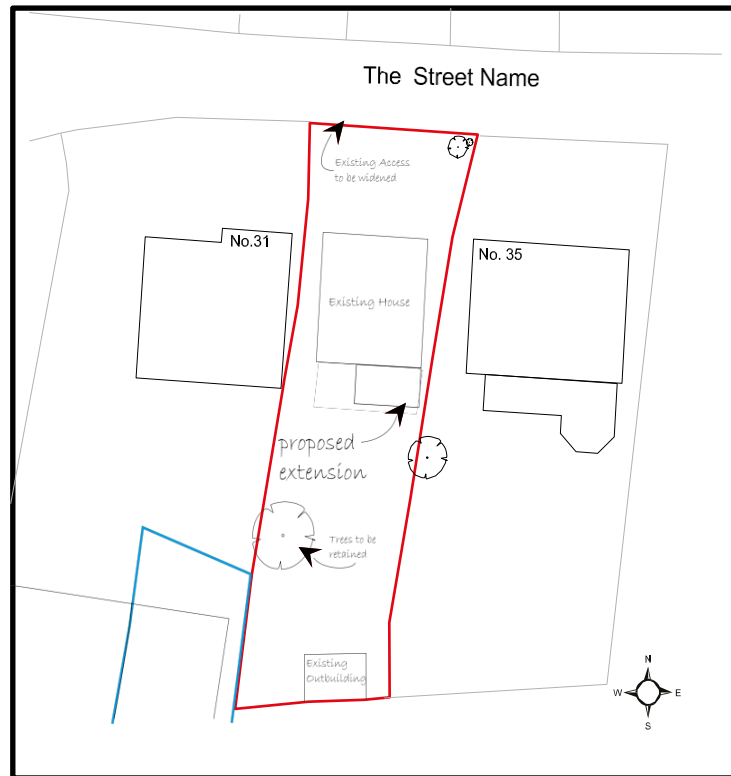 The Street Name
Existing Access
to be widened
No.31
No. 35
Existing House
proposed
extension
Trees to be
retained
Existing
Outbuilding
N
W E
S